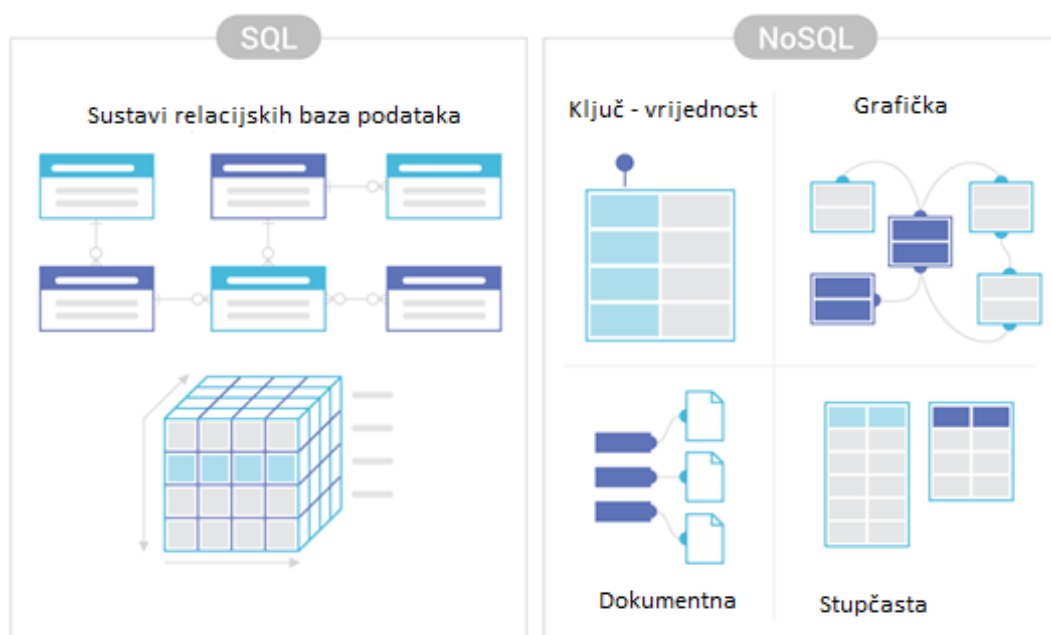 SQL
Sustavi relacijskih baza podataka
NoSQL
Ključ - vrijednost
Grafička
Dokumentna
Stupčasta